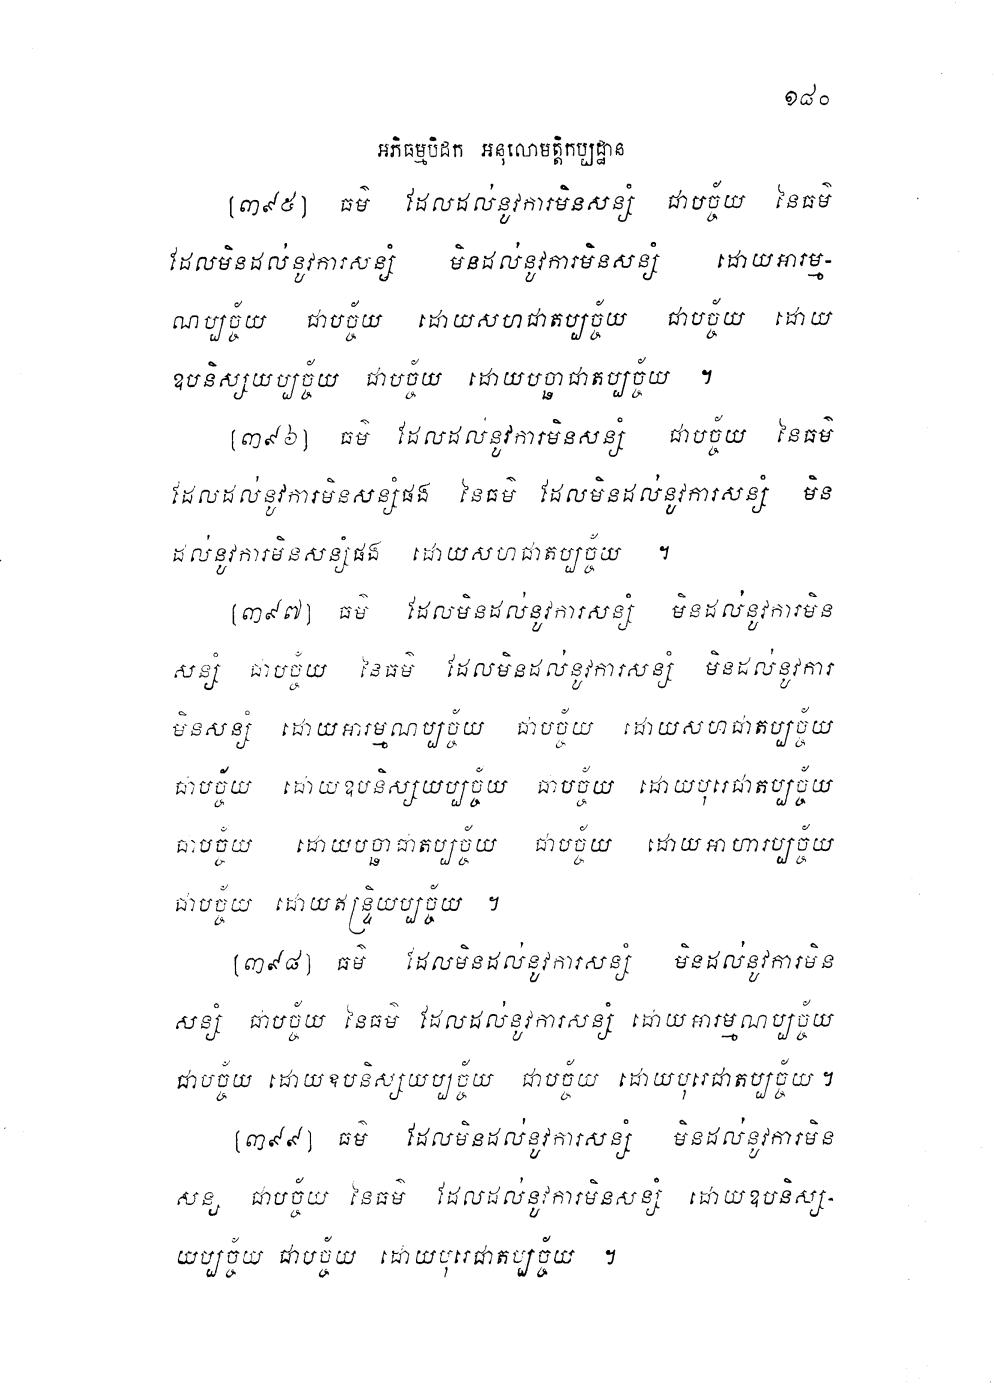 ១៨០
អភិធម្មបិដក អនុលោមត្តិកប្បដ្ឋាន
[៣៩៥] ធម៌ ដែលដល់នូវការមិនសន្សំ ជាបច្ច័យ នៃធម៌
ដែលមិនដល់នូវការសន្សំ មិនដល់នូវការមិនសន្សំ ដោយអារម្ម-
ណប្បច្ច័យ ជាបច្ច័យ ដោយសហជាតប្បច្ច័យ ជាបច្ច័យ ដោយ
ឧបនិស្សយប្បច្ច័យ ជាបច្ច័យ ដោយបច្ឆាជាតប្បច្ច័យ ។
[៣៩៦] ធម៌ ដែលដល់នូវការមិនសន្សំ ជាបច្ច័យ នៃធម៌
ដែលដល់នូវការមិនសន្សំផង នៃធម៌ ដែលមិនដល់នូវការសន្សំ មិន
ដល់នូវការមិនសន្សំផង ដោយសហជាតប្បច្ច័យ ។
[៣៩៧] ធម៌ ដែលមិនដល់នូវការសន្សំ មិនដល់នូវការមិន
សន្សំ ជាបច្ច័យ នៃធម៌ ដែលមិនដល់នូវការសន្សំ មិនដល់នូវការ
មិនសន្សំ ដោយអារម្មណប្បច្ច័យ ជាបច្ច័យ ដោយសហជាតប្បច្ច័យ
ជាបច្ច័យ ដោយឧបនិស្សយប្បច្ច័យ ជាបច្ច័យ ដោយបុរេជាតប្បច្ច័យ
ជាបច្ច័យ ដោយបច្ឆាជាតប្បច្ច័យ ជាបច្ច័យ ដោយអាហារប្បច្ច័យ
ជាបច្ច័យ ដោយឥន្ទ្រិយប្បច្ច័យ ។
[៣៩៨] ធម៌ ដែលមិនដល់នូវការសន្សំ មិនដល់នូវការមិន
សន្សំ ជាបច្ច័យ នៃធម៌ ដែលដល់នូវការសន្សំ ដោយអារម្មណប្បច្ច័យ
ជាបច្ច័យ ដោយឧបនិស្សយប្បច្ច័យ ជាបច្ច័យ ដោយបុរេជាតប្បច្ច័យ ។
[៣៩៩] ធម៌ ដែលមិនដល់នូវការសន្សំ មិនដល់នូវការមិន
សន្ស ជាបច្ច័យ នៃធម៌ ដែលដល់នូវការមិនសន្សំ ដោយឧបនិស្ស-
យប្បច្ច័យ ជាបច្ច័យ ដោយបុរេជាតប្បច្ច័យ ។